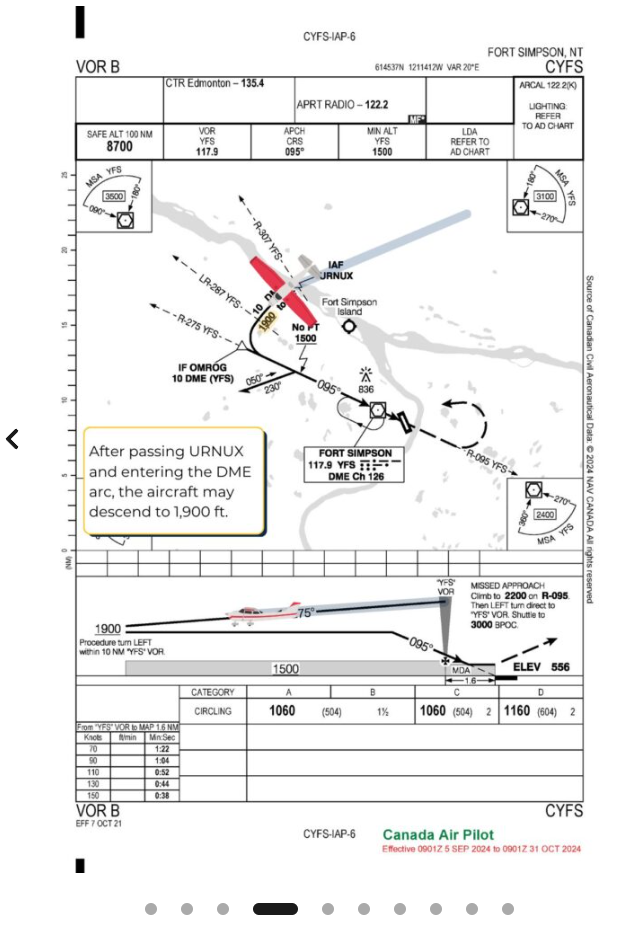 CYFS-IAP-6
FORT SIMPSON, NT
VOR B
614537N 1211412W VAR 20°E
CYFS
CTR Edmonton – 135.4
APRT RADIO – 122.2
MF*
ARCAL 122.2(K)
LIGHTING:
REFER
TO AD CHART
SAFE ALT 100 NM
8700
VOR
YFS
117.9
APCH
CRS
095°
MIN ALT
YFS
1500
LDA
REFER TO
AD CHART
MSA YFS
3500
180°
090°
MSA YFS
3100
180°
270°
25
20
15
10
5
0
(NM)
R-307 YFS
LR-287 YFS
R-275 YFS
IAF
URNUX
Fort Simpson
Island
1900
No PT
1500
IF OMROG
10 DME (YFS)
050°
230°
095°
836
FORT SIMPSON
117.9 YFS
DME Ch 126
R-095 YFS
After passing URNUX
and entering the DME
arc, the aircraft may
descend to 1,900 ft.
360°
270°
2400
MSA YFS
Source of Canadian Civil Aeronautical Data: © 2024 NAV CANADA All rights reserved
"YFS"
VOR
MISSED APPROACH
Climb to 2200 on R-095.
Then LEFT turn direct to
"YFS" VOR. Shuttle to
3000 BPOC.
75°
1900
Procedure turn LEFT
within 10 NM "YFS" VOR.
095°
1500
MDA
1.6
ELEV 556
CATEGORY A B C D
CIRCLING 1060 (504) 1½ 1060 (504) 2 1160 (604) 2
From "YFS" VOR to MAP 1.6 NM
Knots ft/min Min:Sec
70 1:22
90 1:04
110 0:52
130 0:44
150 0:38
VOR B
CYFS
EFF 7 OCT 21
CYFS-IAP-6
Canada Air Pilot
Effective 0901Z 5 SEP 2024 to 0901Z 31 OCT 2024